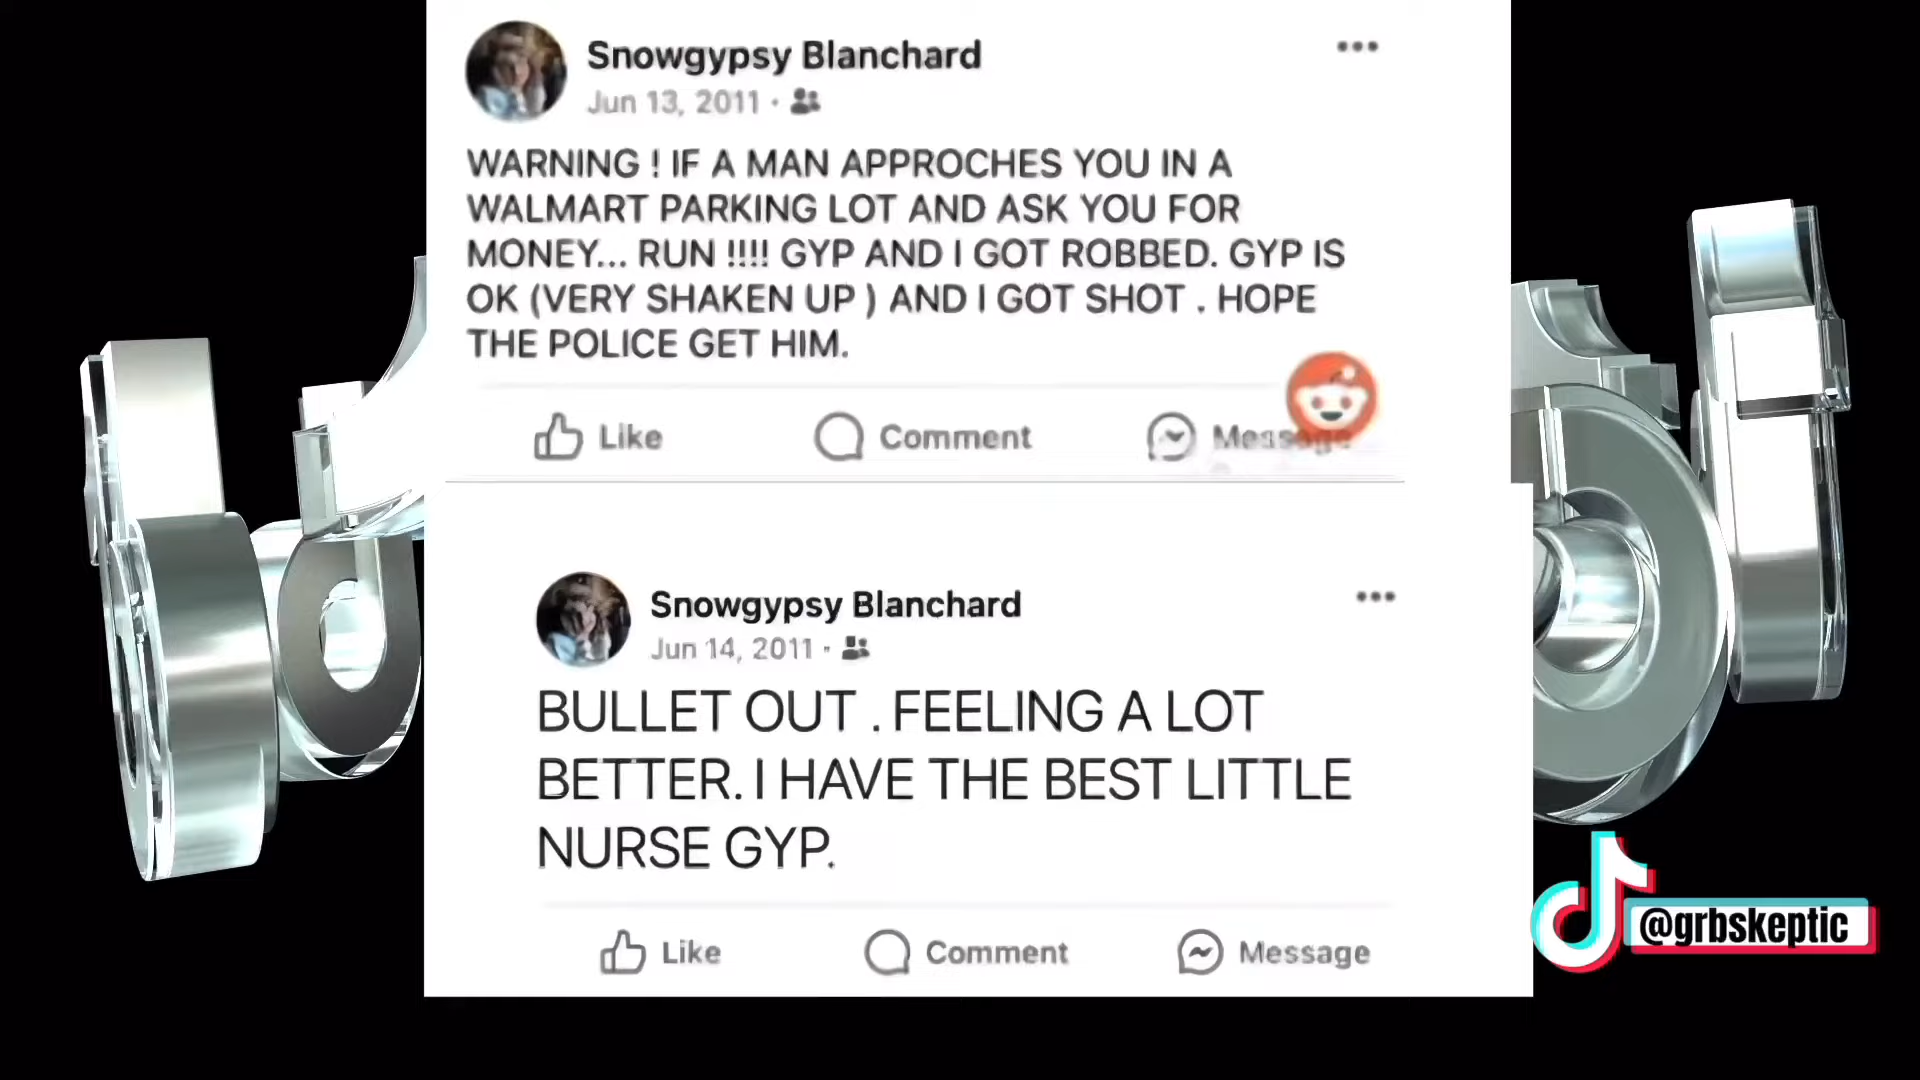 Snowgypsy Blanchard
Jun 13, 2011
WARNING ! IF A MAN APPROCHES YOU IN A
WALMART PARKING LOT AND ASK YOU FOR
MONEY... RUN !!!! GYP AND I GOT ROBBED. GYP IS
OK (VERY SHAKEN UP ) AND I GOT SHOT . HOPE
THE POLICE GET HIM.
Like Comment Message
Snowgypsy Blanchard
Jun 14, 2011
BULLET OUT . FEELING A LOT
BETTER. I HAVE THE BEST LITTLE
NURSE GYP.
Like Comment Message
@grbskeptic